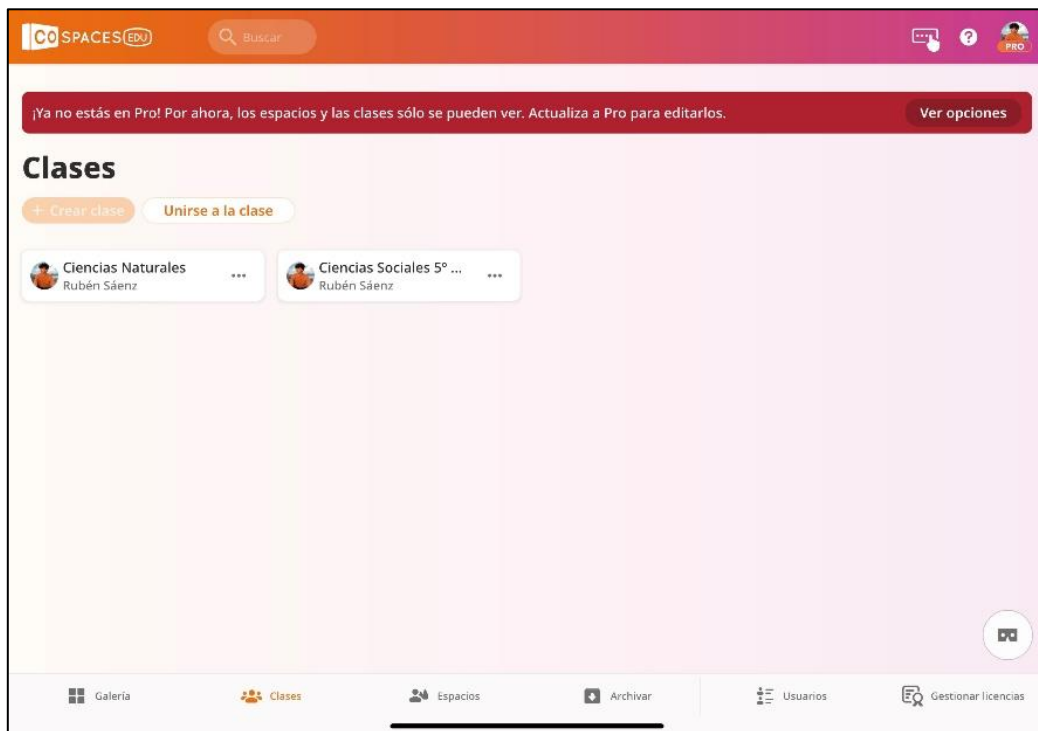 CO SPACES EDU
Buscar
PRO
¡Ya no estás en Pro! Por ahora, los espacios y las clases sólo se pueden ver. Actualiza a Pro para editarlos.
Ver opciones
Clases
+ Crear clase
Unirse a la clase
Ciencias Naturales
Rubén Sáenz
Ciencias Sociales 5º ...
Rubén Sáenz
Galería
Clases
Espacios
Archivar
Usuarios
Gestionar licencias